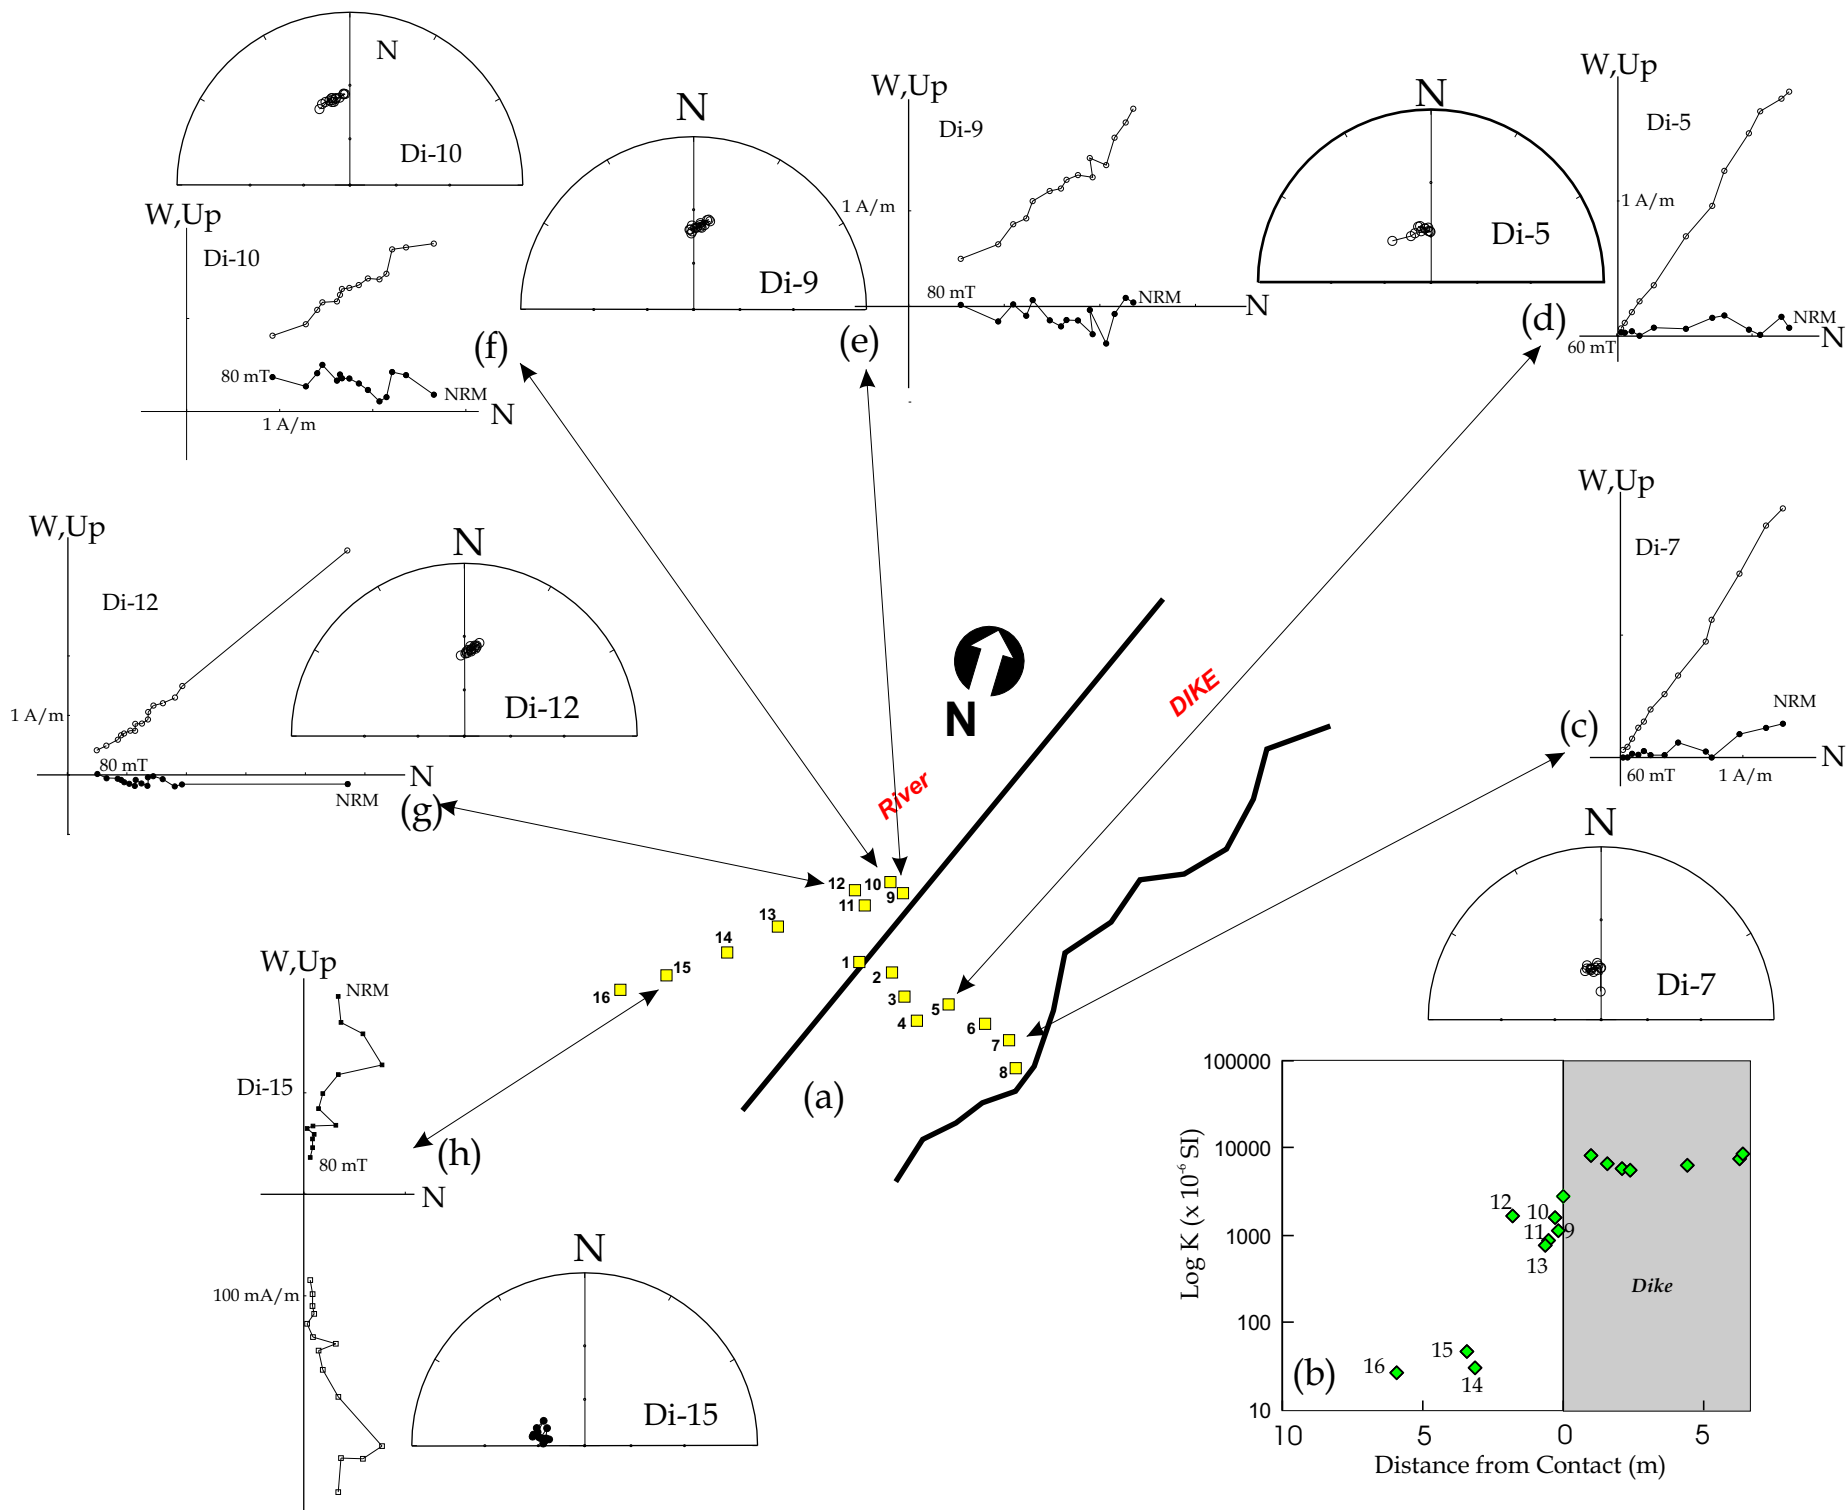 N
Di-10
W,Up
Di-10
80 mT
NRM
1 A/m
N
(f)
N
Di-9
W,Up
Di-9
1 A/m
80 mT
NRM
N
(e)
N
Di-5
W,Up
Di-5
1 A/m
NRM
60 mT
N
(d)
W,Up
Di-7
NRM
60 mT
1 A/m
N
(c)
N
Di-7
W,Up
Di-12
1 A/m
80 mT
NRM
N
(g)
N
Di-12
N
DIKE
River
12
10
9
11
13
14
15
16
1
2
3
4
5
6
7
8
(a)
W,Up
NRM
Di-15
80 mT
N
100 mA/m
(h)
N
Di-15
100000
10000
1000
100
10
Log K (x 10⁻⁶ SI)
12
10
11
9
13
15
16
14
Dike
(b)
10
5
0
5
Distance from Contact (m)